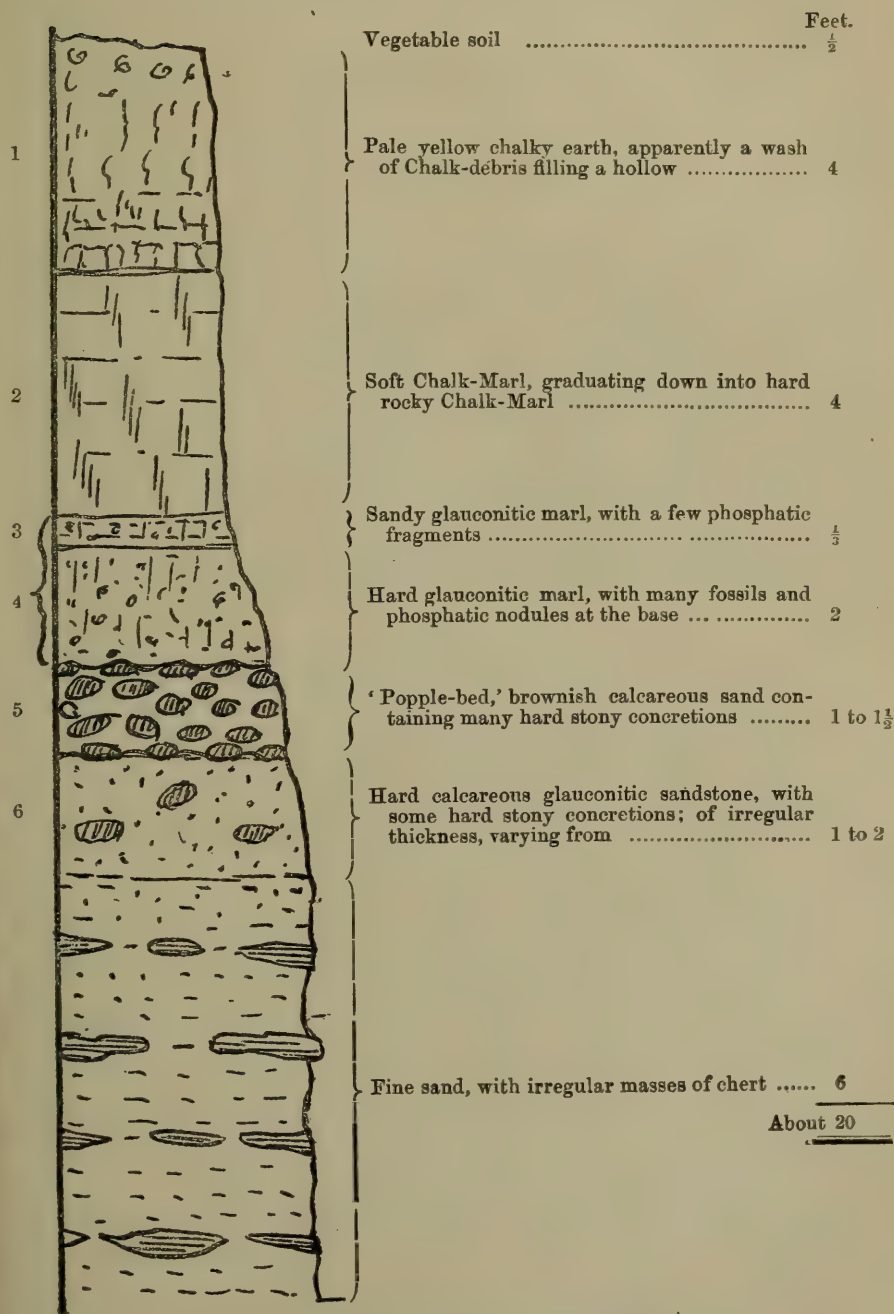 Feet.
Vegetable soil ............................................ ½
1
Pale yellow chalky earth, apparently a wash
of Chalk-débris filling a hollow .................. 4
2
Soft Chalk-Marl, graduating down into hard
rocky Chalk-Marl .................................... 4
3
Sandy glauconitic marl, with a few phosphatic
fragments ................................................ ⅓
4
Hard glauconitic marl, with many fossils and
phosphatic nodules at the base ... .............. 2
5
‘Popple-bed,’ brownish calcareous sand con-
taining many hard stony concretions ......... 1 to 1½
6
Hard calcareous glauconitic sandstone, with
some hard stony concretions; of irregular
thickness, varying from ........................... 1 to 2
Fine sand, with irregular masses of chert ...... 6
About 20